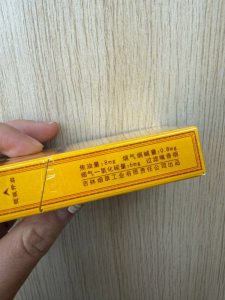 焦油量:8mg 烟气烟碱量:0.8mg
烟气一氧化碳量:6mg 过滤嘴香烟
吉林烟草工业有限责任公司出品